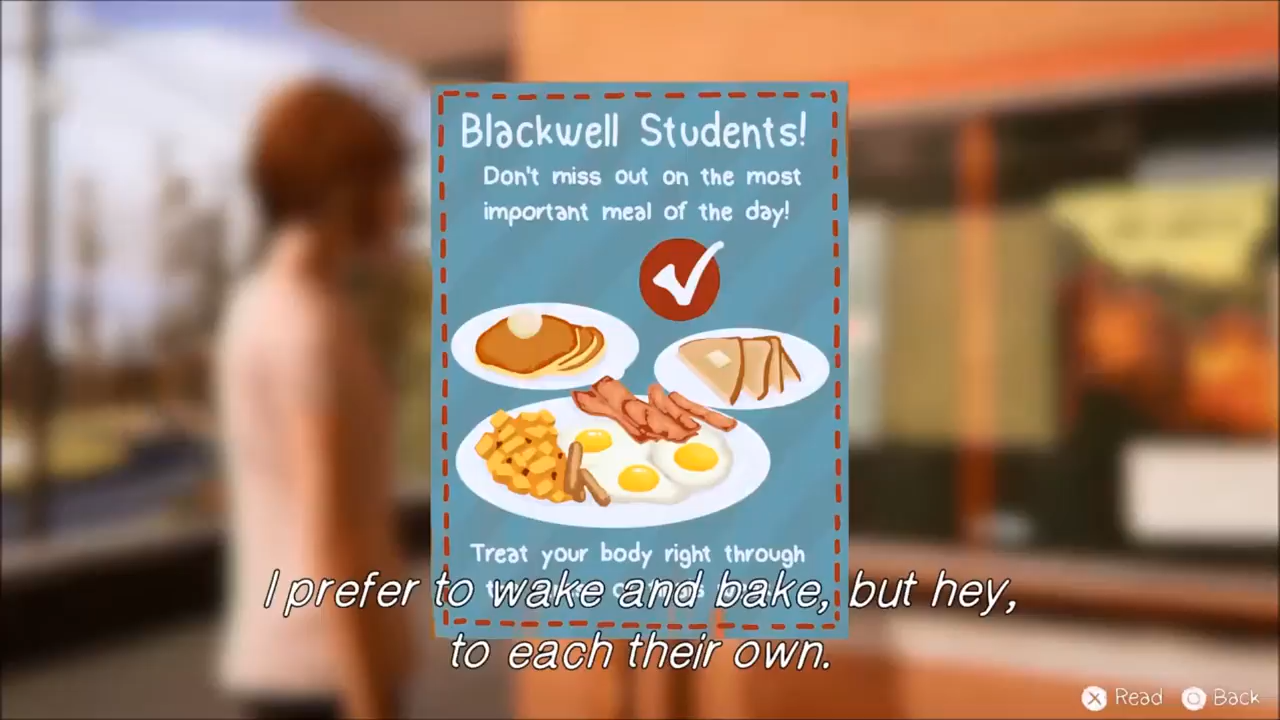 Blackwell Students!
Don't miss out on the most
important meal of the day!
Treat your body right through
I prefer to wake and bake, but hey,
to each their own.
Read
Back